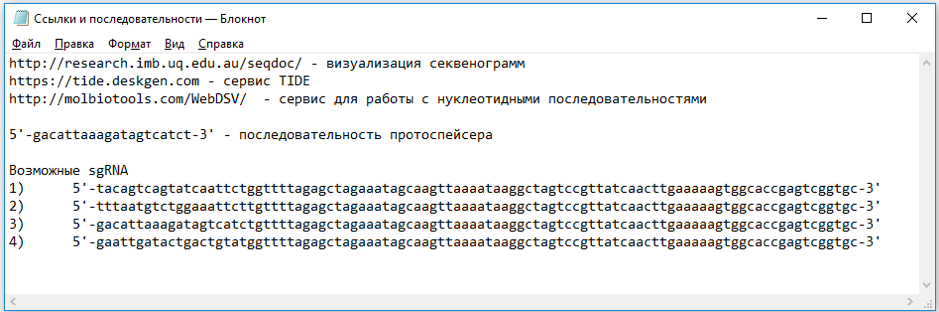 Ссылки и последовательности — Блокнот
Файл Правка Формат Вид Справка
http://research.imb.uq.edu.au/seqdoc/ - визуализация секвенограмм
https://tide.deskgen.com - сервис TIDE
http://molbiotools.com/WebDSV/  - сервис для работы с нуклеотидными последовательностями
5'-gacattaaagatagtcatct-3' - последовательность протоспейсера
Возможные sgRNA
1) 5'-tacagtcagtatcaattctggttttagagctagaaatagcaagttaaaataaggctagtccgttatcaacttgaaaaagtggcaccgagtcggtgc-3'
2) 5'-tttaatgtctggaaattcttgttttagagctagaaatagcaagttaaaataaggctagtccgttatcaacttgaaaaagtggcaccgagtcggtgc-3'
3) 5'-gacattaaagatagtcatctgttttagagctagaaatagcaagttaaaataaggctagtccgttatcaacttgaaaaagtggcaccgagtcggtgc-3'
4) 5'-gaattgatactgactgtatggttttagagctagaaatagcaagttaaaataaggctagtccgttatcaacttgaaaaagtggcaccgagtcggtgc-3'